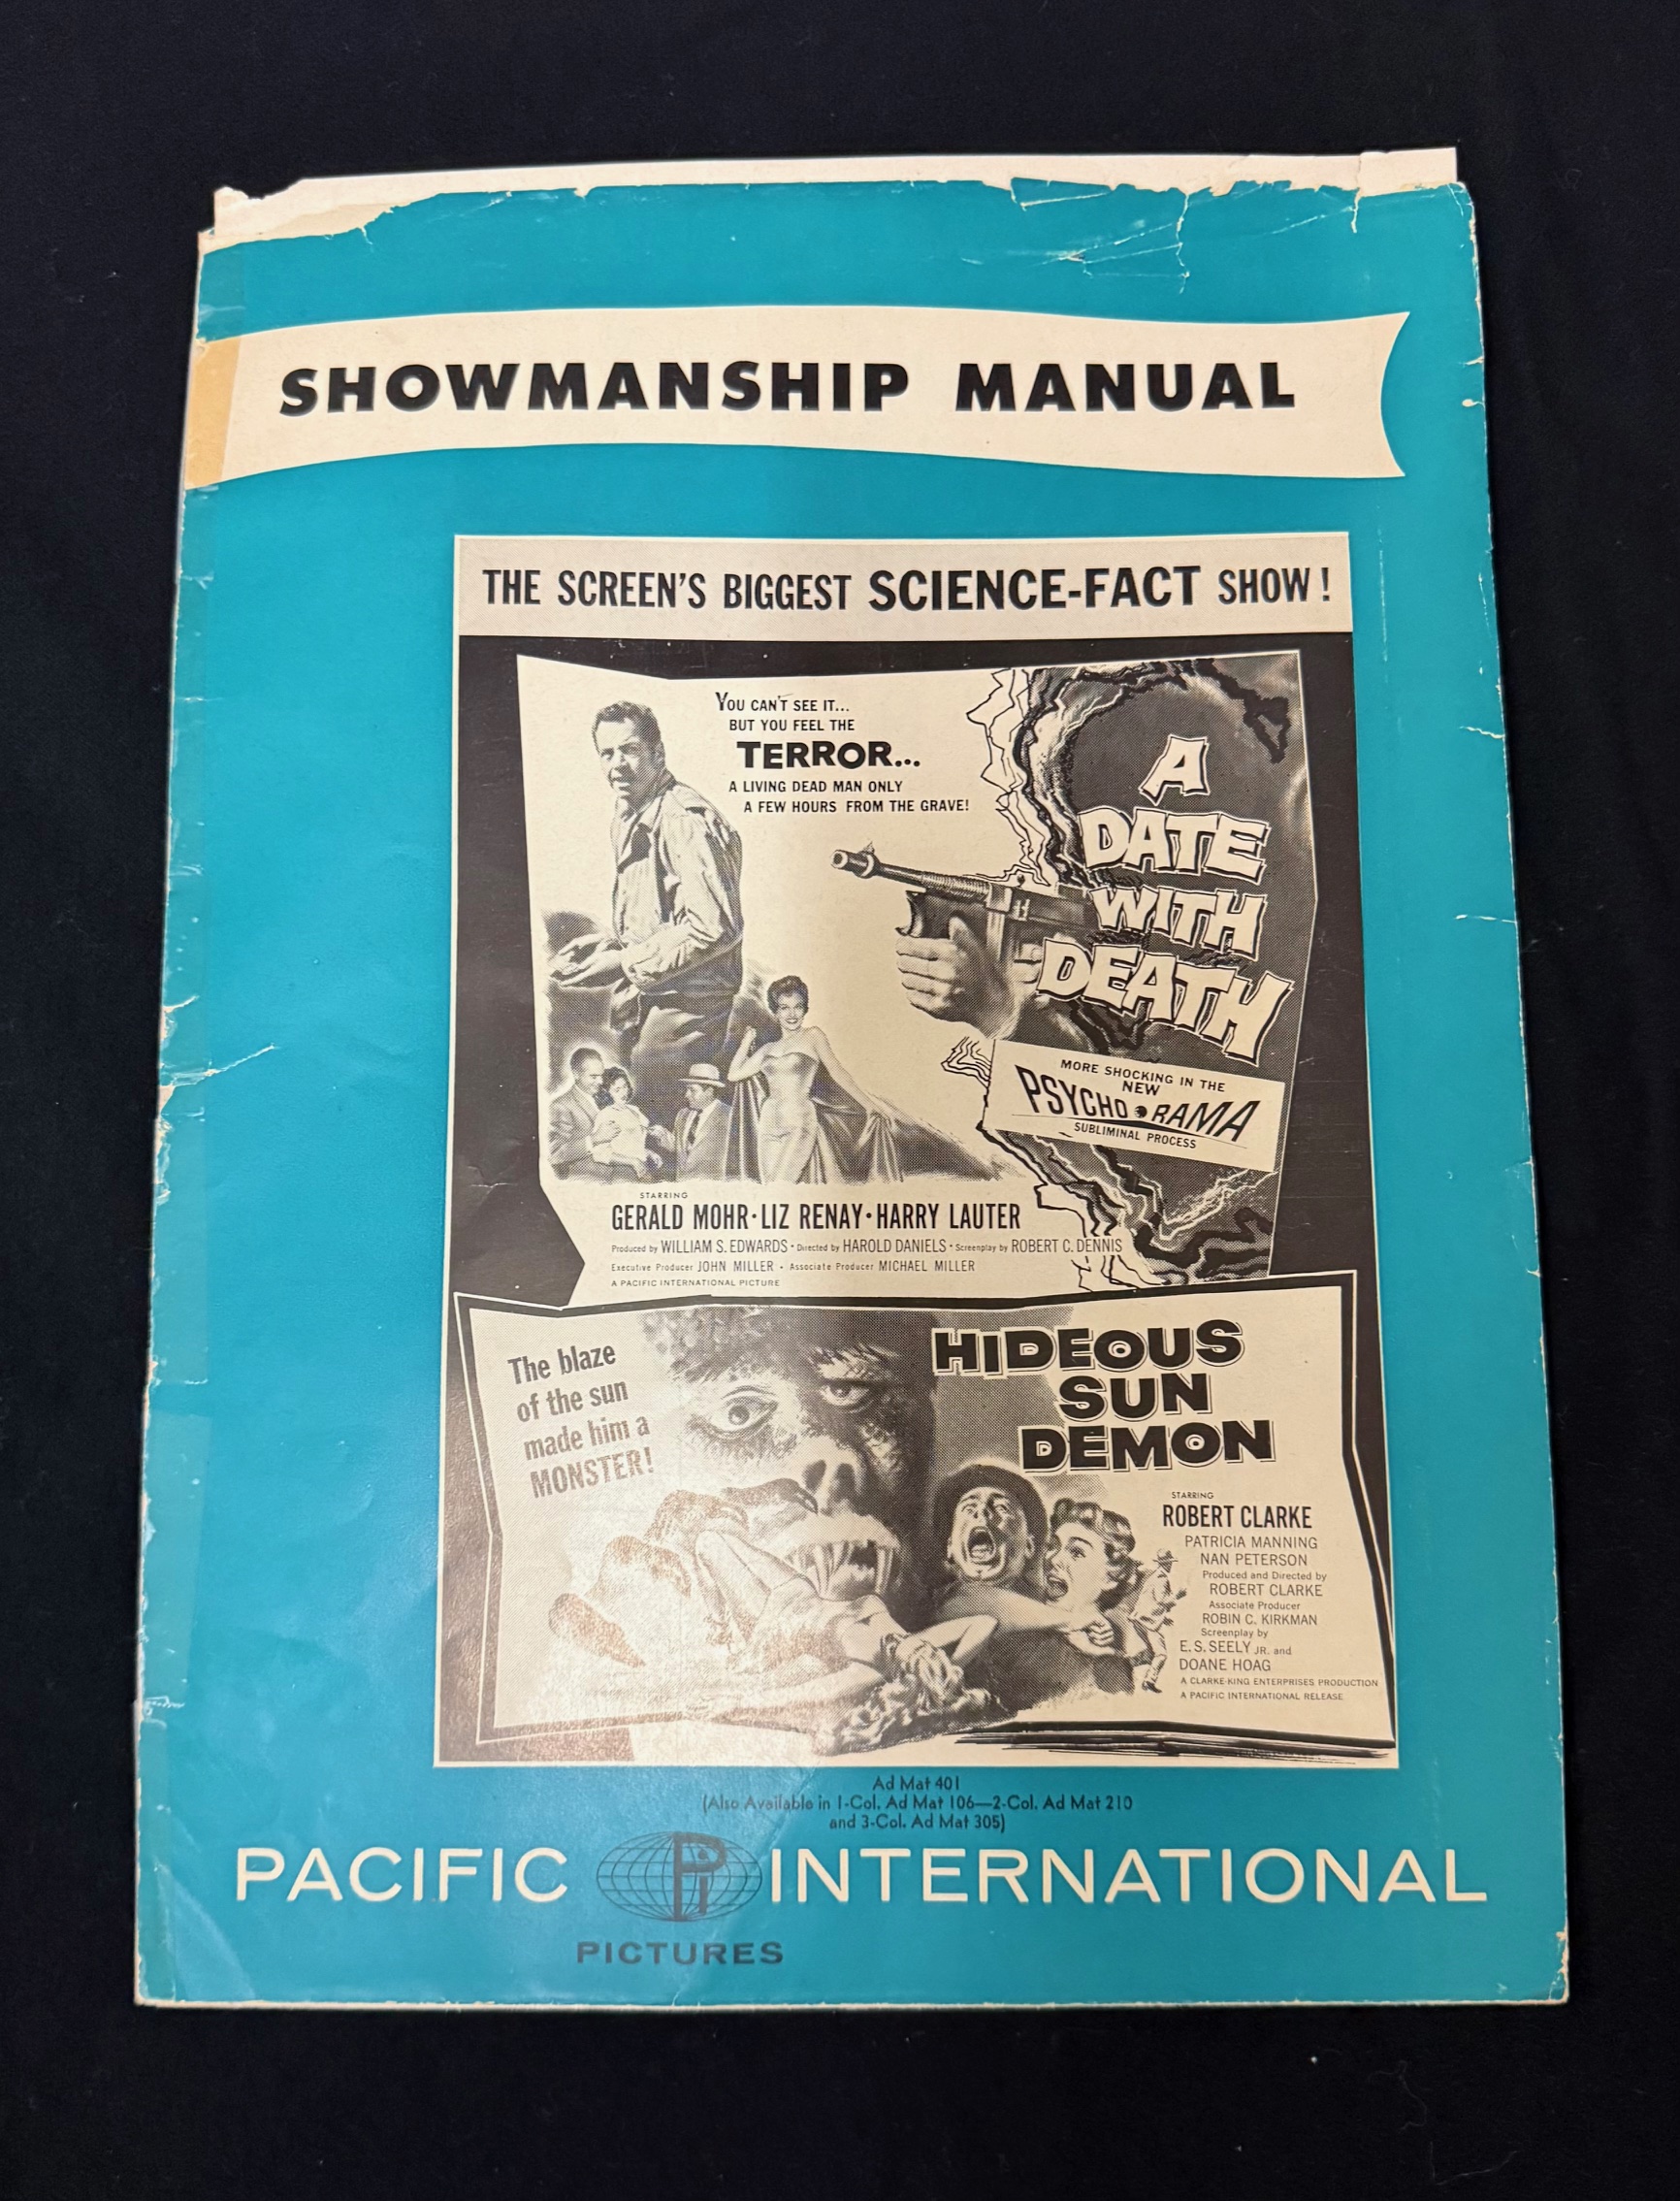 SHOWMANSHIP MANUAL
THE SCREEN'S BIGGEST SCIENCE-FACT SHOW!
YOU CAN'T SEE IT...
BUT YOU FEEL THE
TERROR...
A LIVING DEAD MAN ONLY
A FEW HOURS FROM THE GRAVE!
A
DATE
WITH
DEATH
MORE SHOCKING IN THE
NEW
PSYCHO•RAMA
SUBLIMINAL PROCESS
STARRING
GERALD MOHR•LIZ RENAY•HARRY LAUTER
Produced by WILLIAM S. EDWARDS • Directed by HAROLD DANIELS • Screenplay by ROBERT C. DENNIS
Executive Producer JOHN MILLER • Associate Producer MICHAEL MILLER
A PACIFIC INTERNATIONAL PICTURE
The blaze
of the sun
made him a
MONSTER!
HIDEOUS
SUN
DEMON
STARRING
ROBERT CLARKE
PATRICIA MANNING
NAN PETERSON
Produced and Directed by
ROBERT CLARKE
Associate Producer
ROBIN C. KIRKMAN
Screenplay by
E. S. SEELY JR. and
DOANE HOAG
A CLARKE-KING ENTERPRISES PRODUCTION
A PACIFIC INTERNATIONAL RELEASE
Ad Mat 401
(Also Available in 1-Col. Ad Mat 106—2-Col. Ad Mat 210
and 3-Col. Ad Mat 305)
PACIFIC Pi INTERNATIONAL
PICTURES